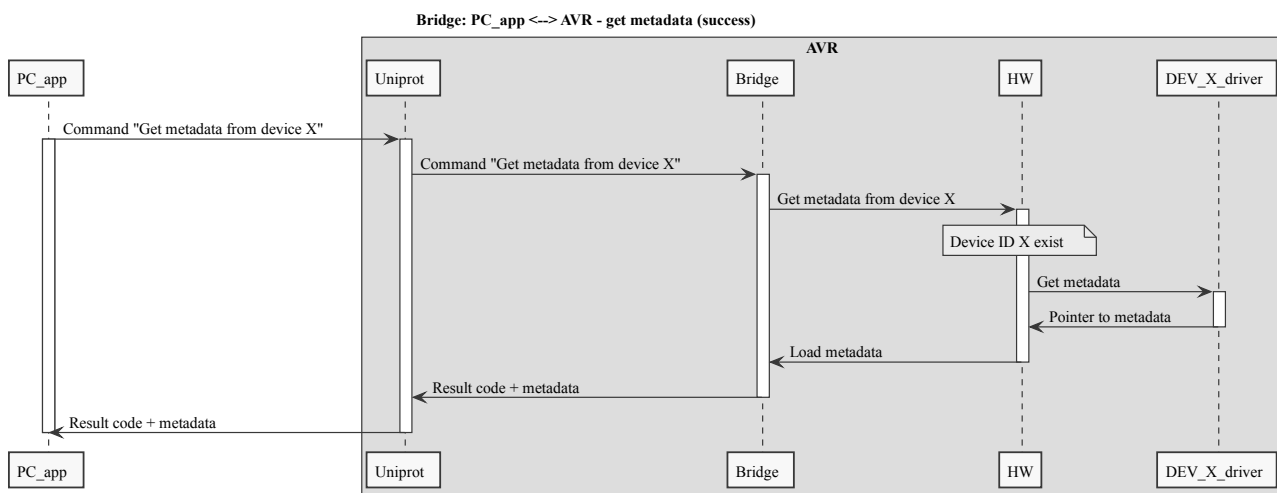 Bridge: PC_app <--> AVR - get metadata (success)
AVR
PC_app
Uniprot
Bridge
HW
DEV_X_driver
Command "Get metadata from device X"
Command "Get metadata from device X"
Get metadata from device X
Device ID X exist
Get metadata
Pointer to metadata
Load metadata
Result code + metadata
Result code + metadata
PC_app
Uniprot
Bridge
HW
DEV_X_driver